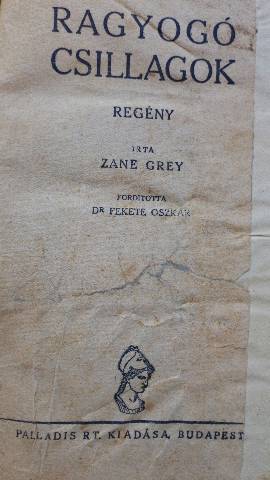 RAGYOGÓ
CSILLAGOK
REGÉNY
IRTA
ZANE GREY
FORDITOTTA
DR FEKETE OSZKÁR
PALLADIS RT. KIADÁSA, BUDAPEST